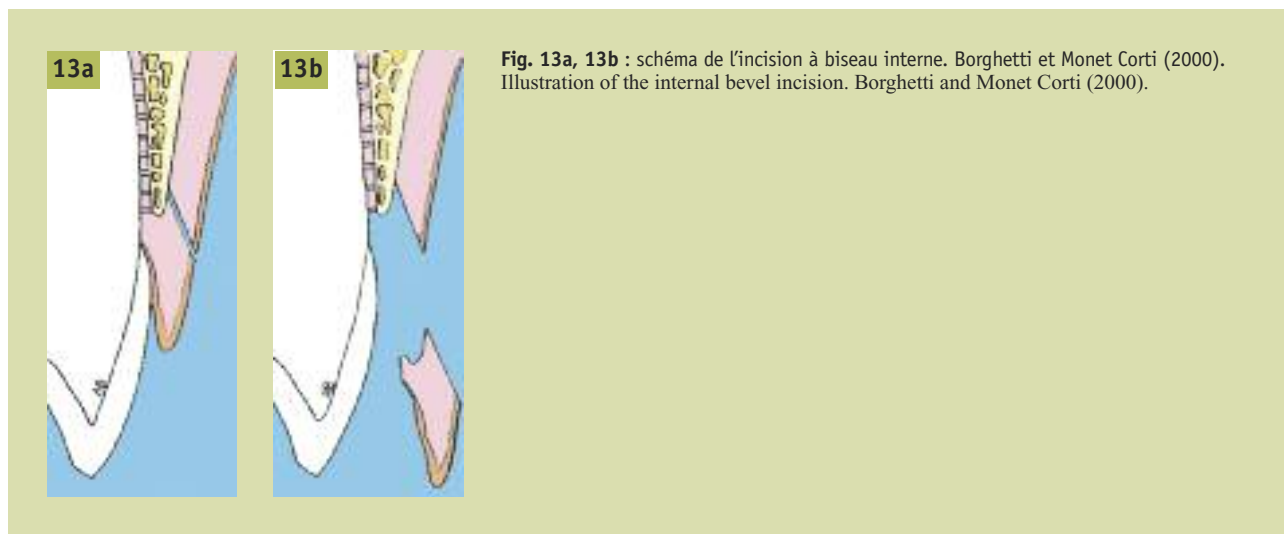 13a
13b
Fig. 13a, 13b : schéma de l'incision à biseau interne. Borghetti et Monet Corti (2000).
Illustration of the internal bevel incision. Borghetti and Monet Corti (2000).